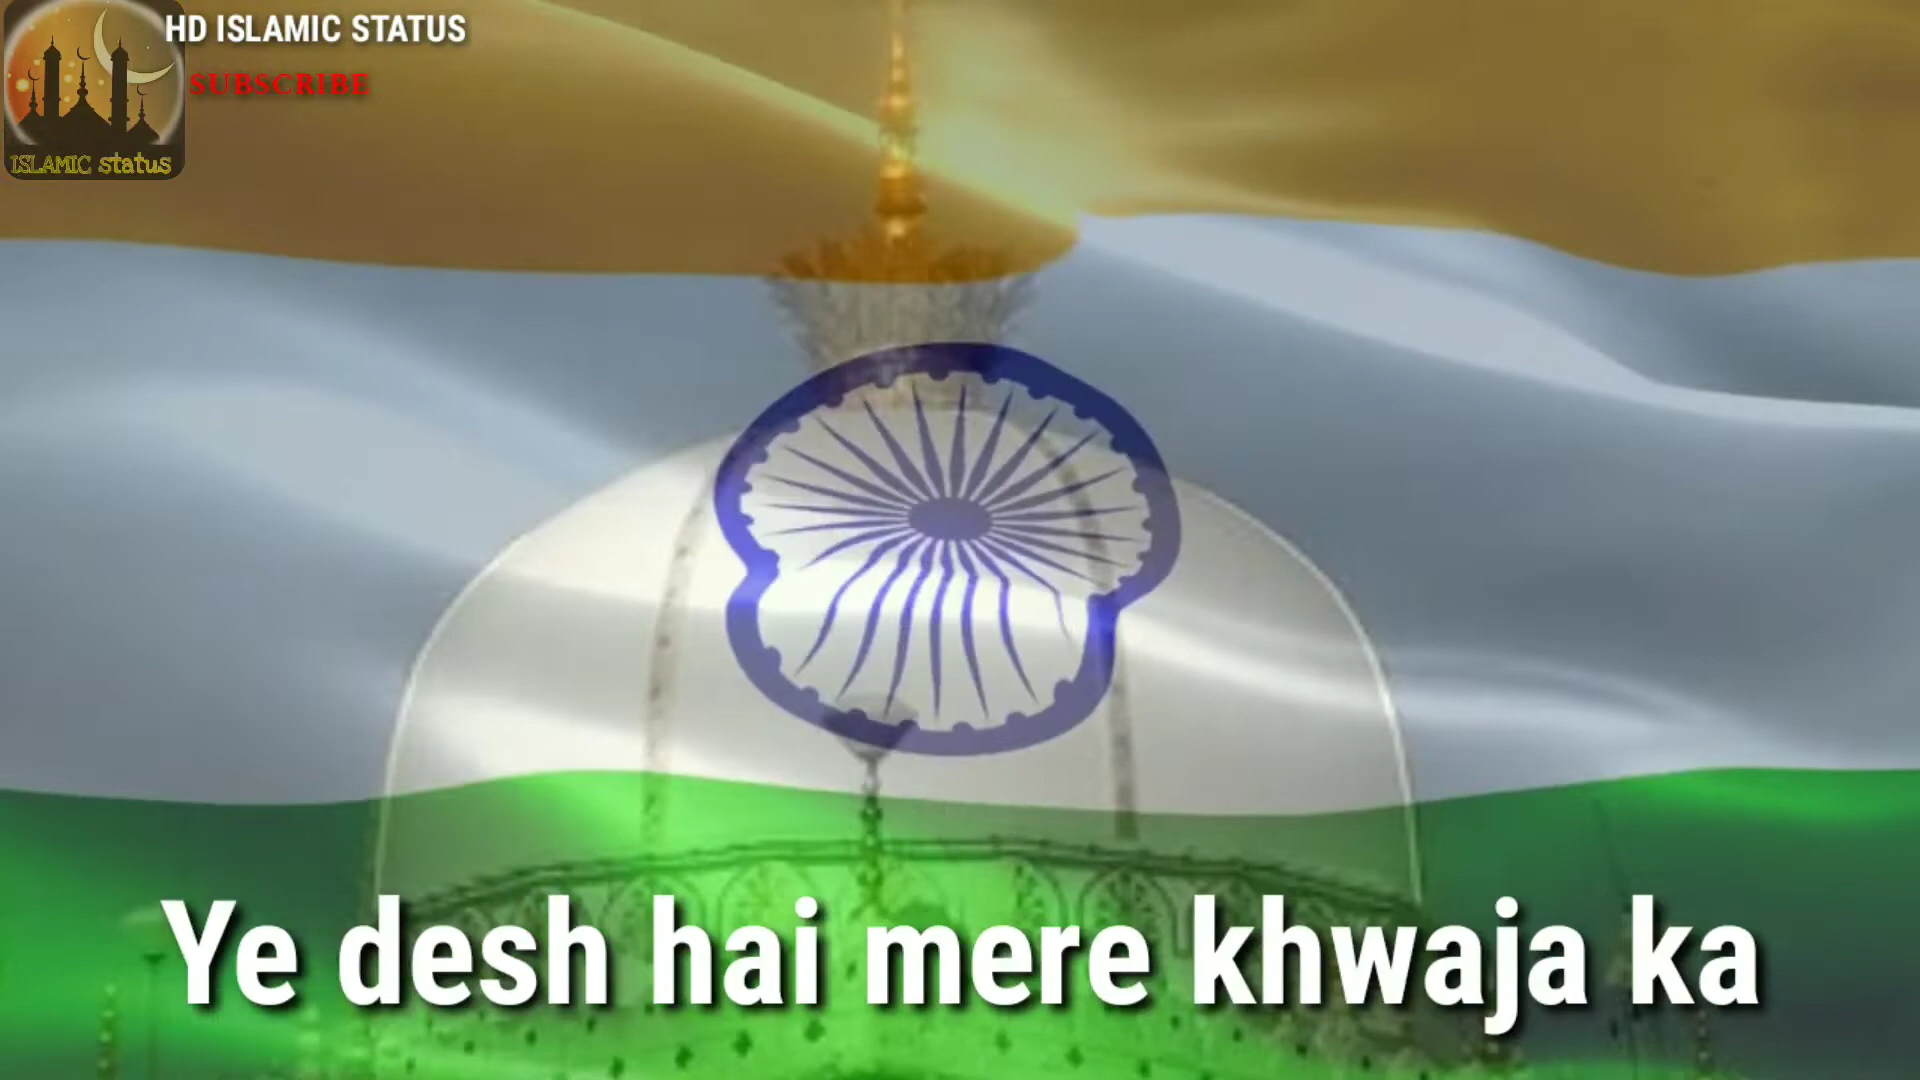 HD ISLAMIC STATUS
SUBSCRIBE
ISLAMIC status
Ye desh hai mere khwaja ka